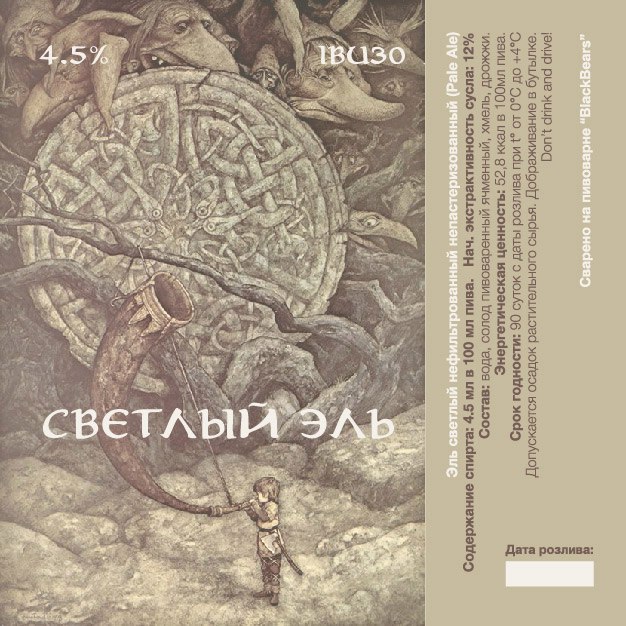 4.5%
IBU30
СВЕТЛЫЙ ЭЛЬ
Эль светлый нефильтрованный непастеризованный (Pale Ale)
Содержание спирта: 4.5 мл в 100 мл пива. Нач. экстрактивность сусла: 12%
Состав: вода, солод пивоваренный ячменный, хмель, дрожжи.
Энергетическая ценность: 52,8 ккал в 100мл пива.
Срок годности: 90 суток с даты розлива при t° от 0°С до +4°С
Допускается осадок растительного сырья. Дображивание в бутылке.
Don't drink and drive!
Сварено на пивоварне “BlackBears”
Дата розлива: